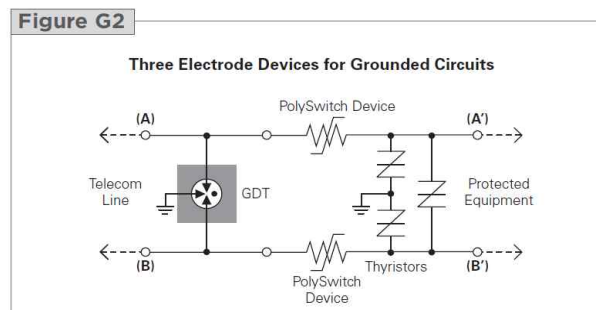 Figure G2
Three Electrode Devices for Grounded Circuits
PolySwitch Device
(A)
(A′)
Telecom
Line
GDT
Protected
Equipment
(B)
Thyristors
(B′)
PolySwitch
Device